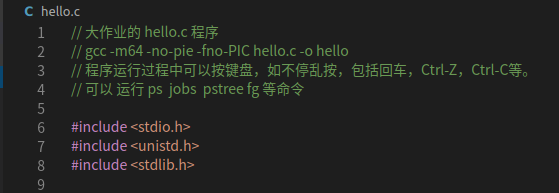 C hello.c
1 // 大作业的 hello.c 程序
2 // gcc -m64 -no-pie -fno-PIC hello.c -o hello
3 // 程序运行过程中可以按键盘，如不停乱按，包括回车，Ctrl-Z，Ctrl-C等。
4 // 可以 运行 ps jobs pstree fg 等命令
5
6 #include <stdio.h>
7 #include <unistd.h>
8 #include <stdlib.h>
9